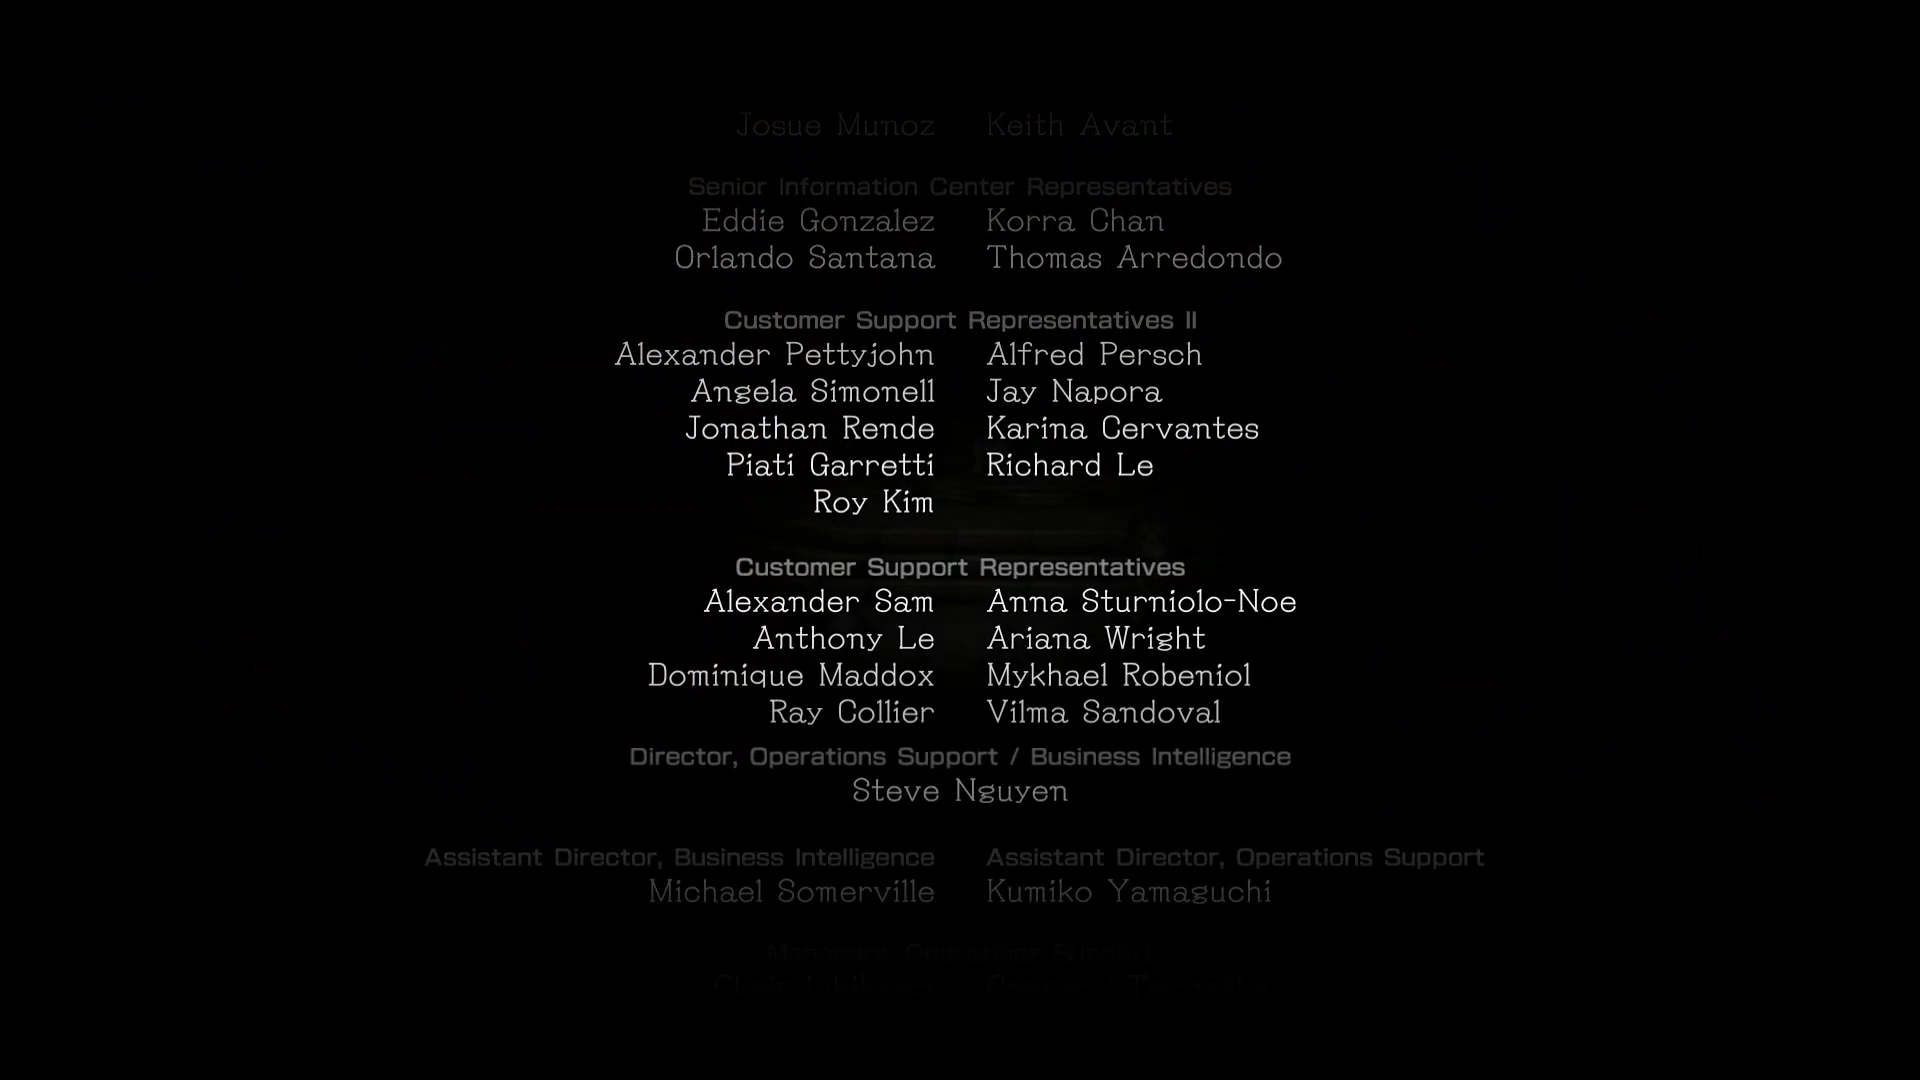 Josue Munoz Keith Avant
Senior Information Center Representatives
Eddie Gonzalez Korra Chan
Orlando Santana Thomas Arredondo
Customer Support Representatives II
Alexander Pettyjohn Alfred Persch
Angela Simonell Jay Napora
Jonathan Rende Karina Cervantes
Piati Garretti Richard Le
Roy Kim
Customer Support Representatives
Alexander Sam Anna Sturniolo-Noe
Anthony Le Ariana Wright
Dominique Maddox Mykhael Robeniol
Ray Collier Vilma Sandoval
Director, Operations Support / Business Intelligence
Steve Nguyen
Assistant Director, Business Intelligence Assistant Director, Operations Support
Michael Somerville Kumiko Yamaguchi